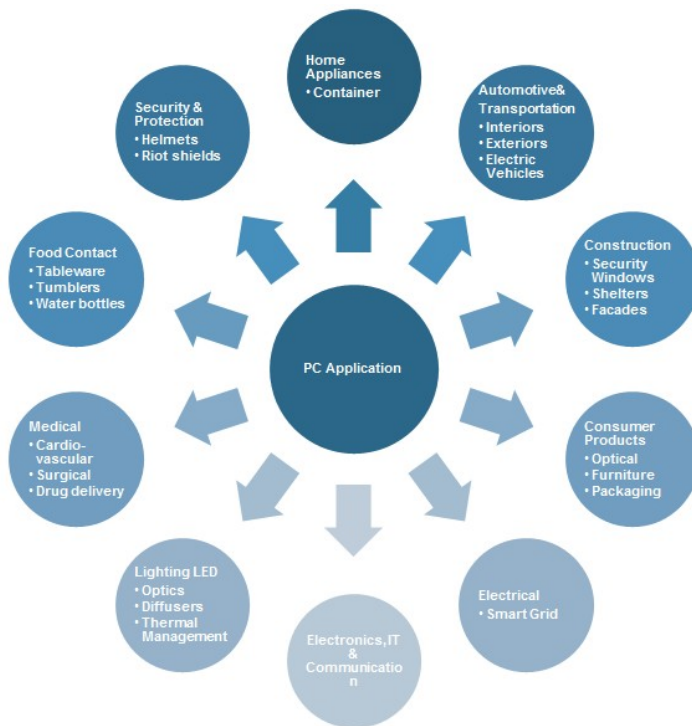 Home
Appliances
• Container
Automotive&
Transportation
• Interiors
• Exteriors
• Electric
Vehicles
Construction
• Security
Windows
• Shelters
• Facades
Consumer
Products
• Optical
• Furniture
• Packaging
Electrical
• Smart Grid
Electronics,IT
&
Communicatio
n
Lighting LED
• Optics
• Diffusers
• Thermal
Management
Medical
• Cardio-
vascular
• Surgical
• Drug delivery
Food Contact
• Tableware
• Tumblers
• Water bottles
Security &
Protection
• Helmets
• Riot shields
PC Application